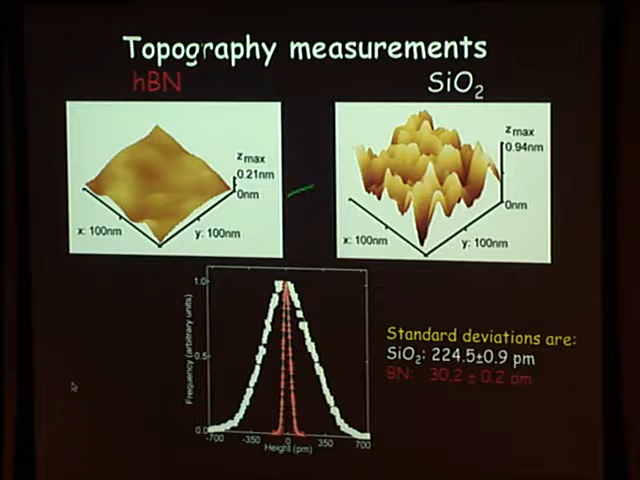 Topography measurements
hBN
SiO2
zmax
0.21nm
0nm
x: 100nm
y: 100nm
zmax
0.94nm
0nm
x: 100nm
y: 100nm
Frequency (arbitrary units)
1.0
0.5
0.0
-700
-350
0
350
700
Height (pm)
Standard deviations are:
SiO2: 224.5±0.9 pm
BN: 30.2 ± 0.2 pm